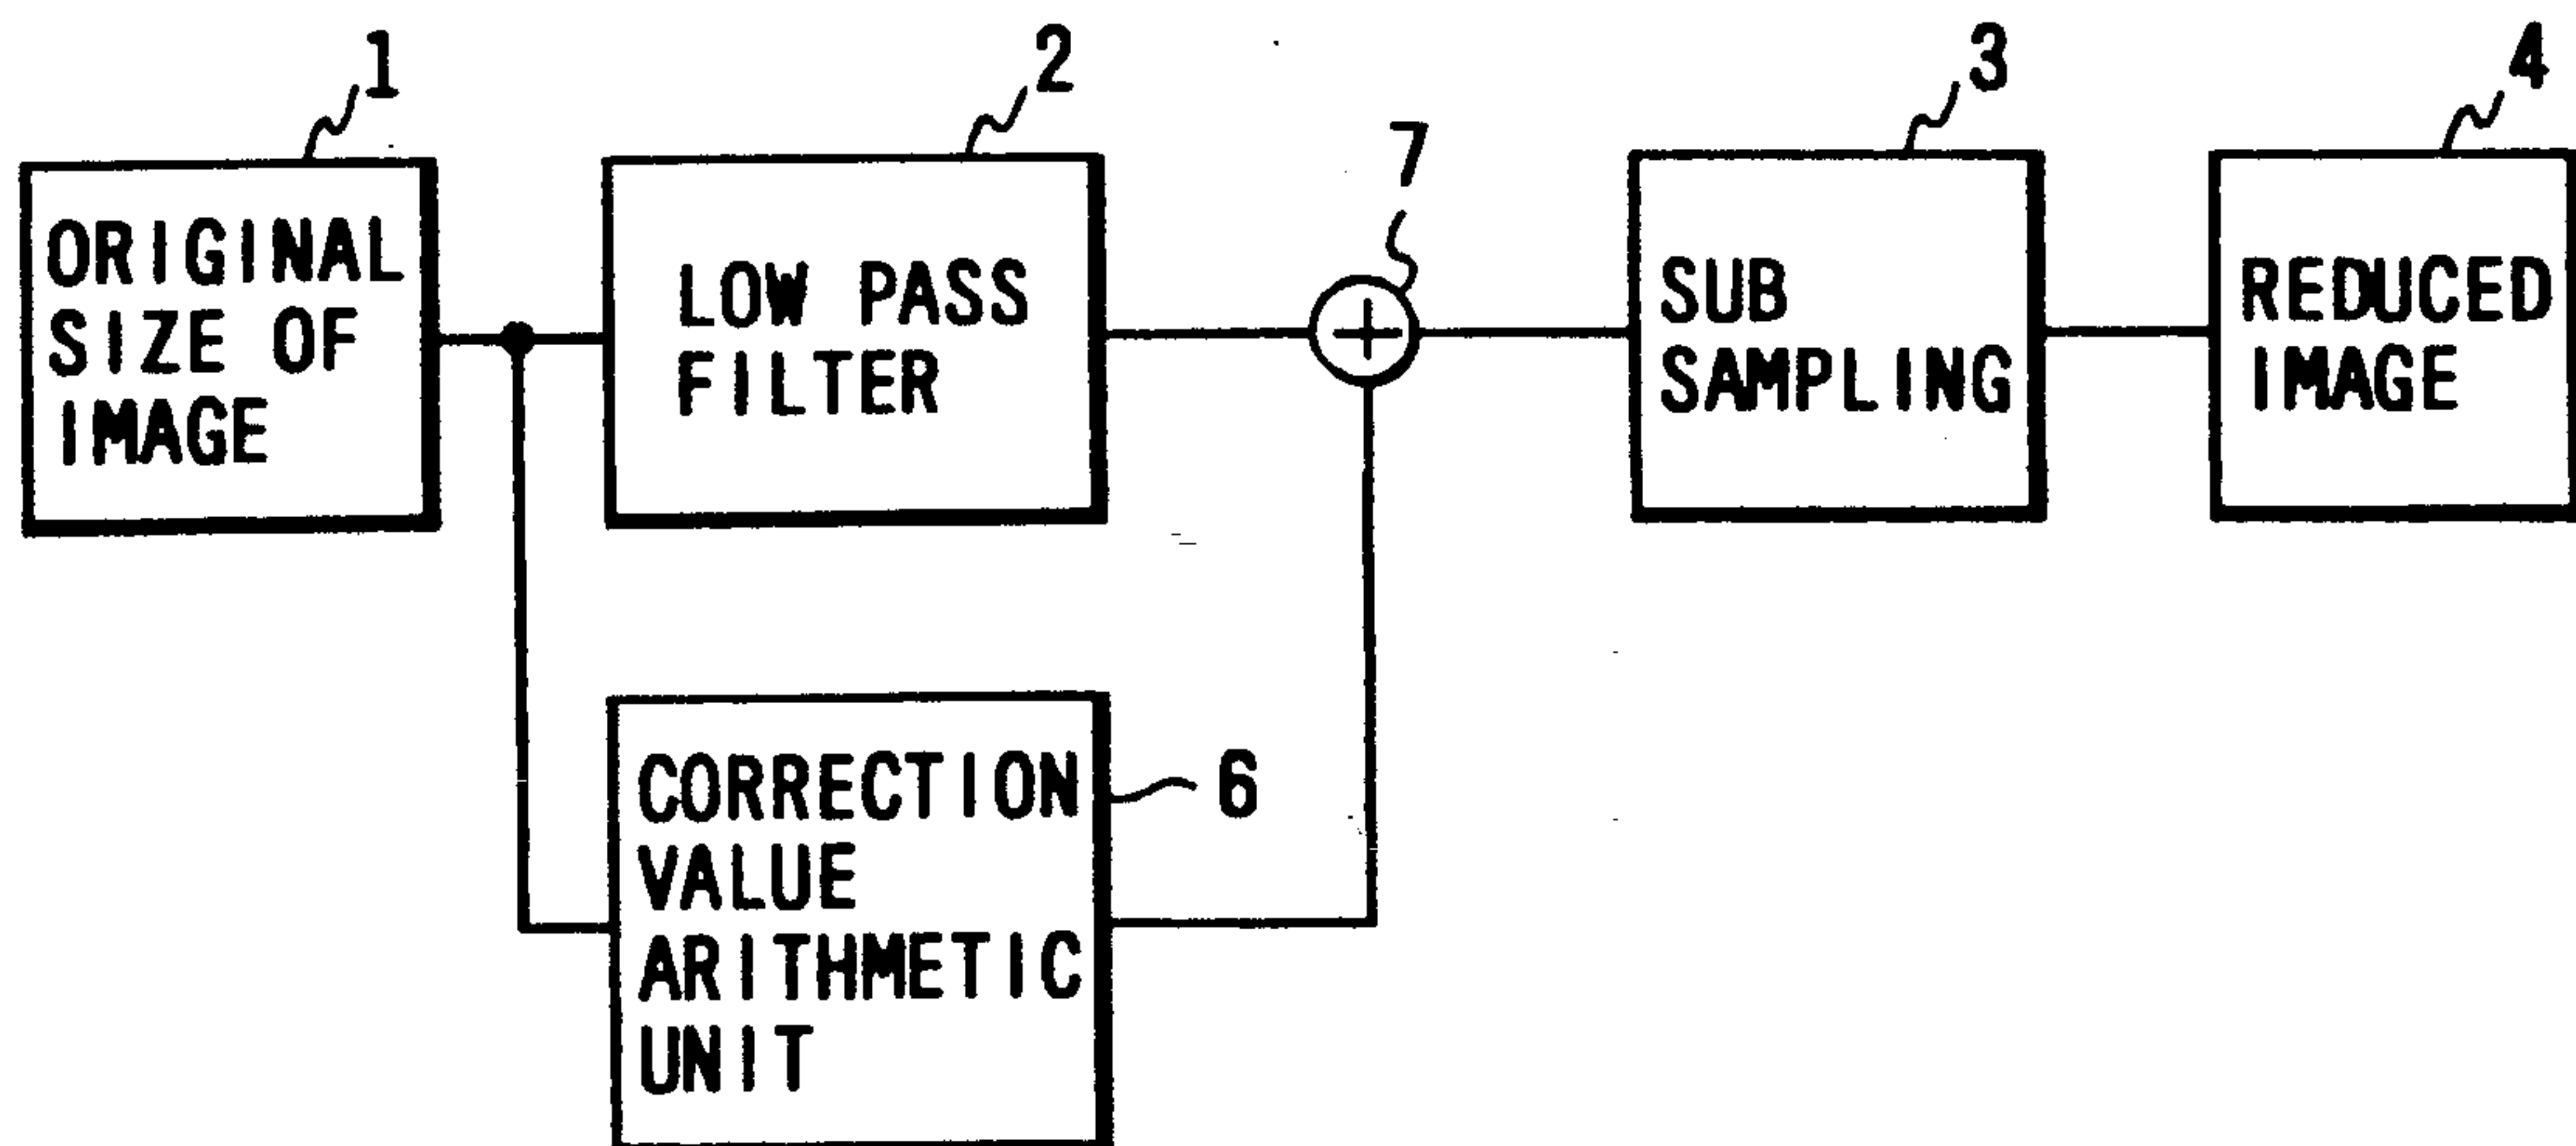 1
2
3
4
7
ORIGINAL
SIZE OF
IMAGE
LOW PASS
FILTER
+
SUB
SAMPLING
REDUCED
IMAGE
CORRECTION
VALUE
ARITHMETIC
UNIT
6